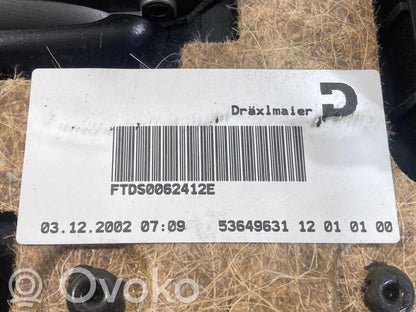 Dräxlmaier
FTDS0062412E
03.12.2002 07:09 53649631 12 01 01 00
Ovoko